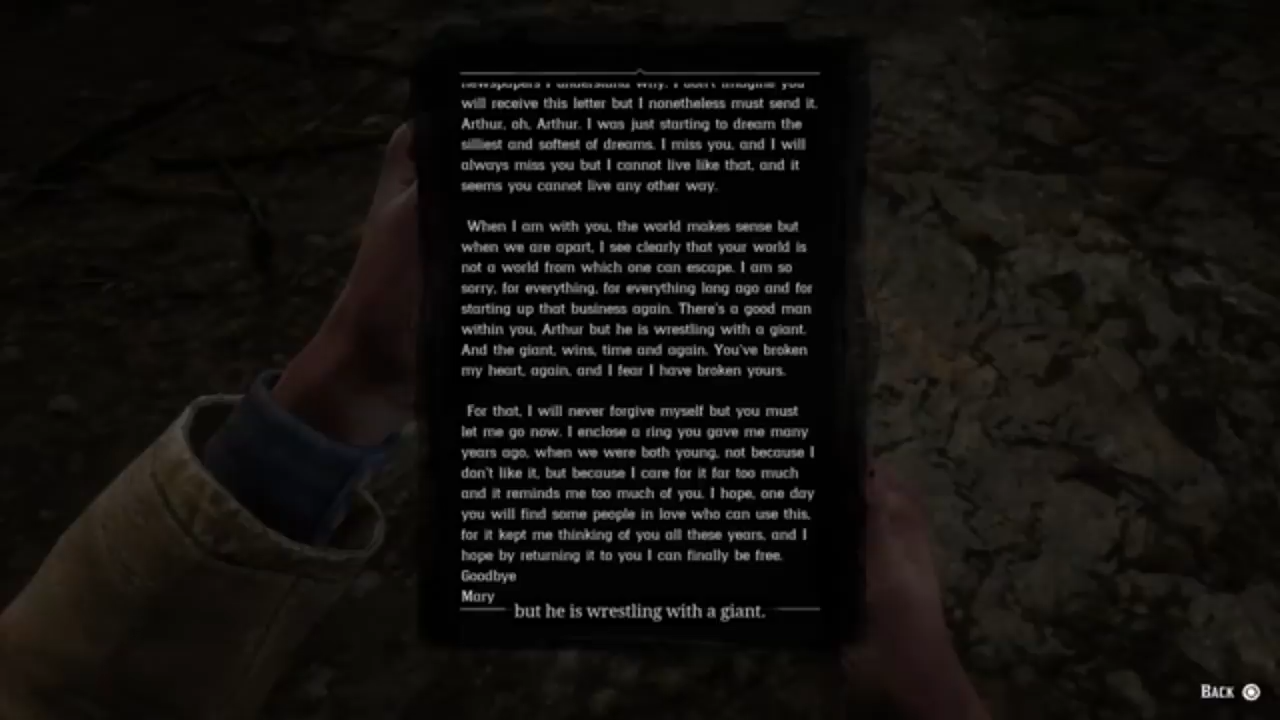 newspapers I understand why. I don't imagine you
will receive this letter but I nonetheless must send it.
Arthur, oh, Arthur. I was just starting to dream the
silliest and softest of dreams. I miss you, and I will
always miss you but I cannot live like that, and it
seems you cannot live any other way.
When I am with you, the world makes sense but
when we are apart, I see clearly that your world is
not a world from which one can escape. I am so
sorry, for everything, for everything long ago and for
starting up that business again. There's a good man
within you, Arthur but he is wrestling with a giant.
And the giant, wins, time and again. You've broken
my heart, again, and I fear I have broken yours.
For that, I will never forgive myself but you must
let me go now. I enclose a ring you gave me many
years ago, when we were both young, not because I
don't like it, but because I care for it far too much
and it reminds me too much of you. I hope, one day
you will find some people in love who can use this,
for it kept me thinking of you all these years, and I
hope by returning it to you I can finally be free.
Goodbye
Mary
but he is wrestling with a giant.
BACK